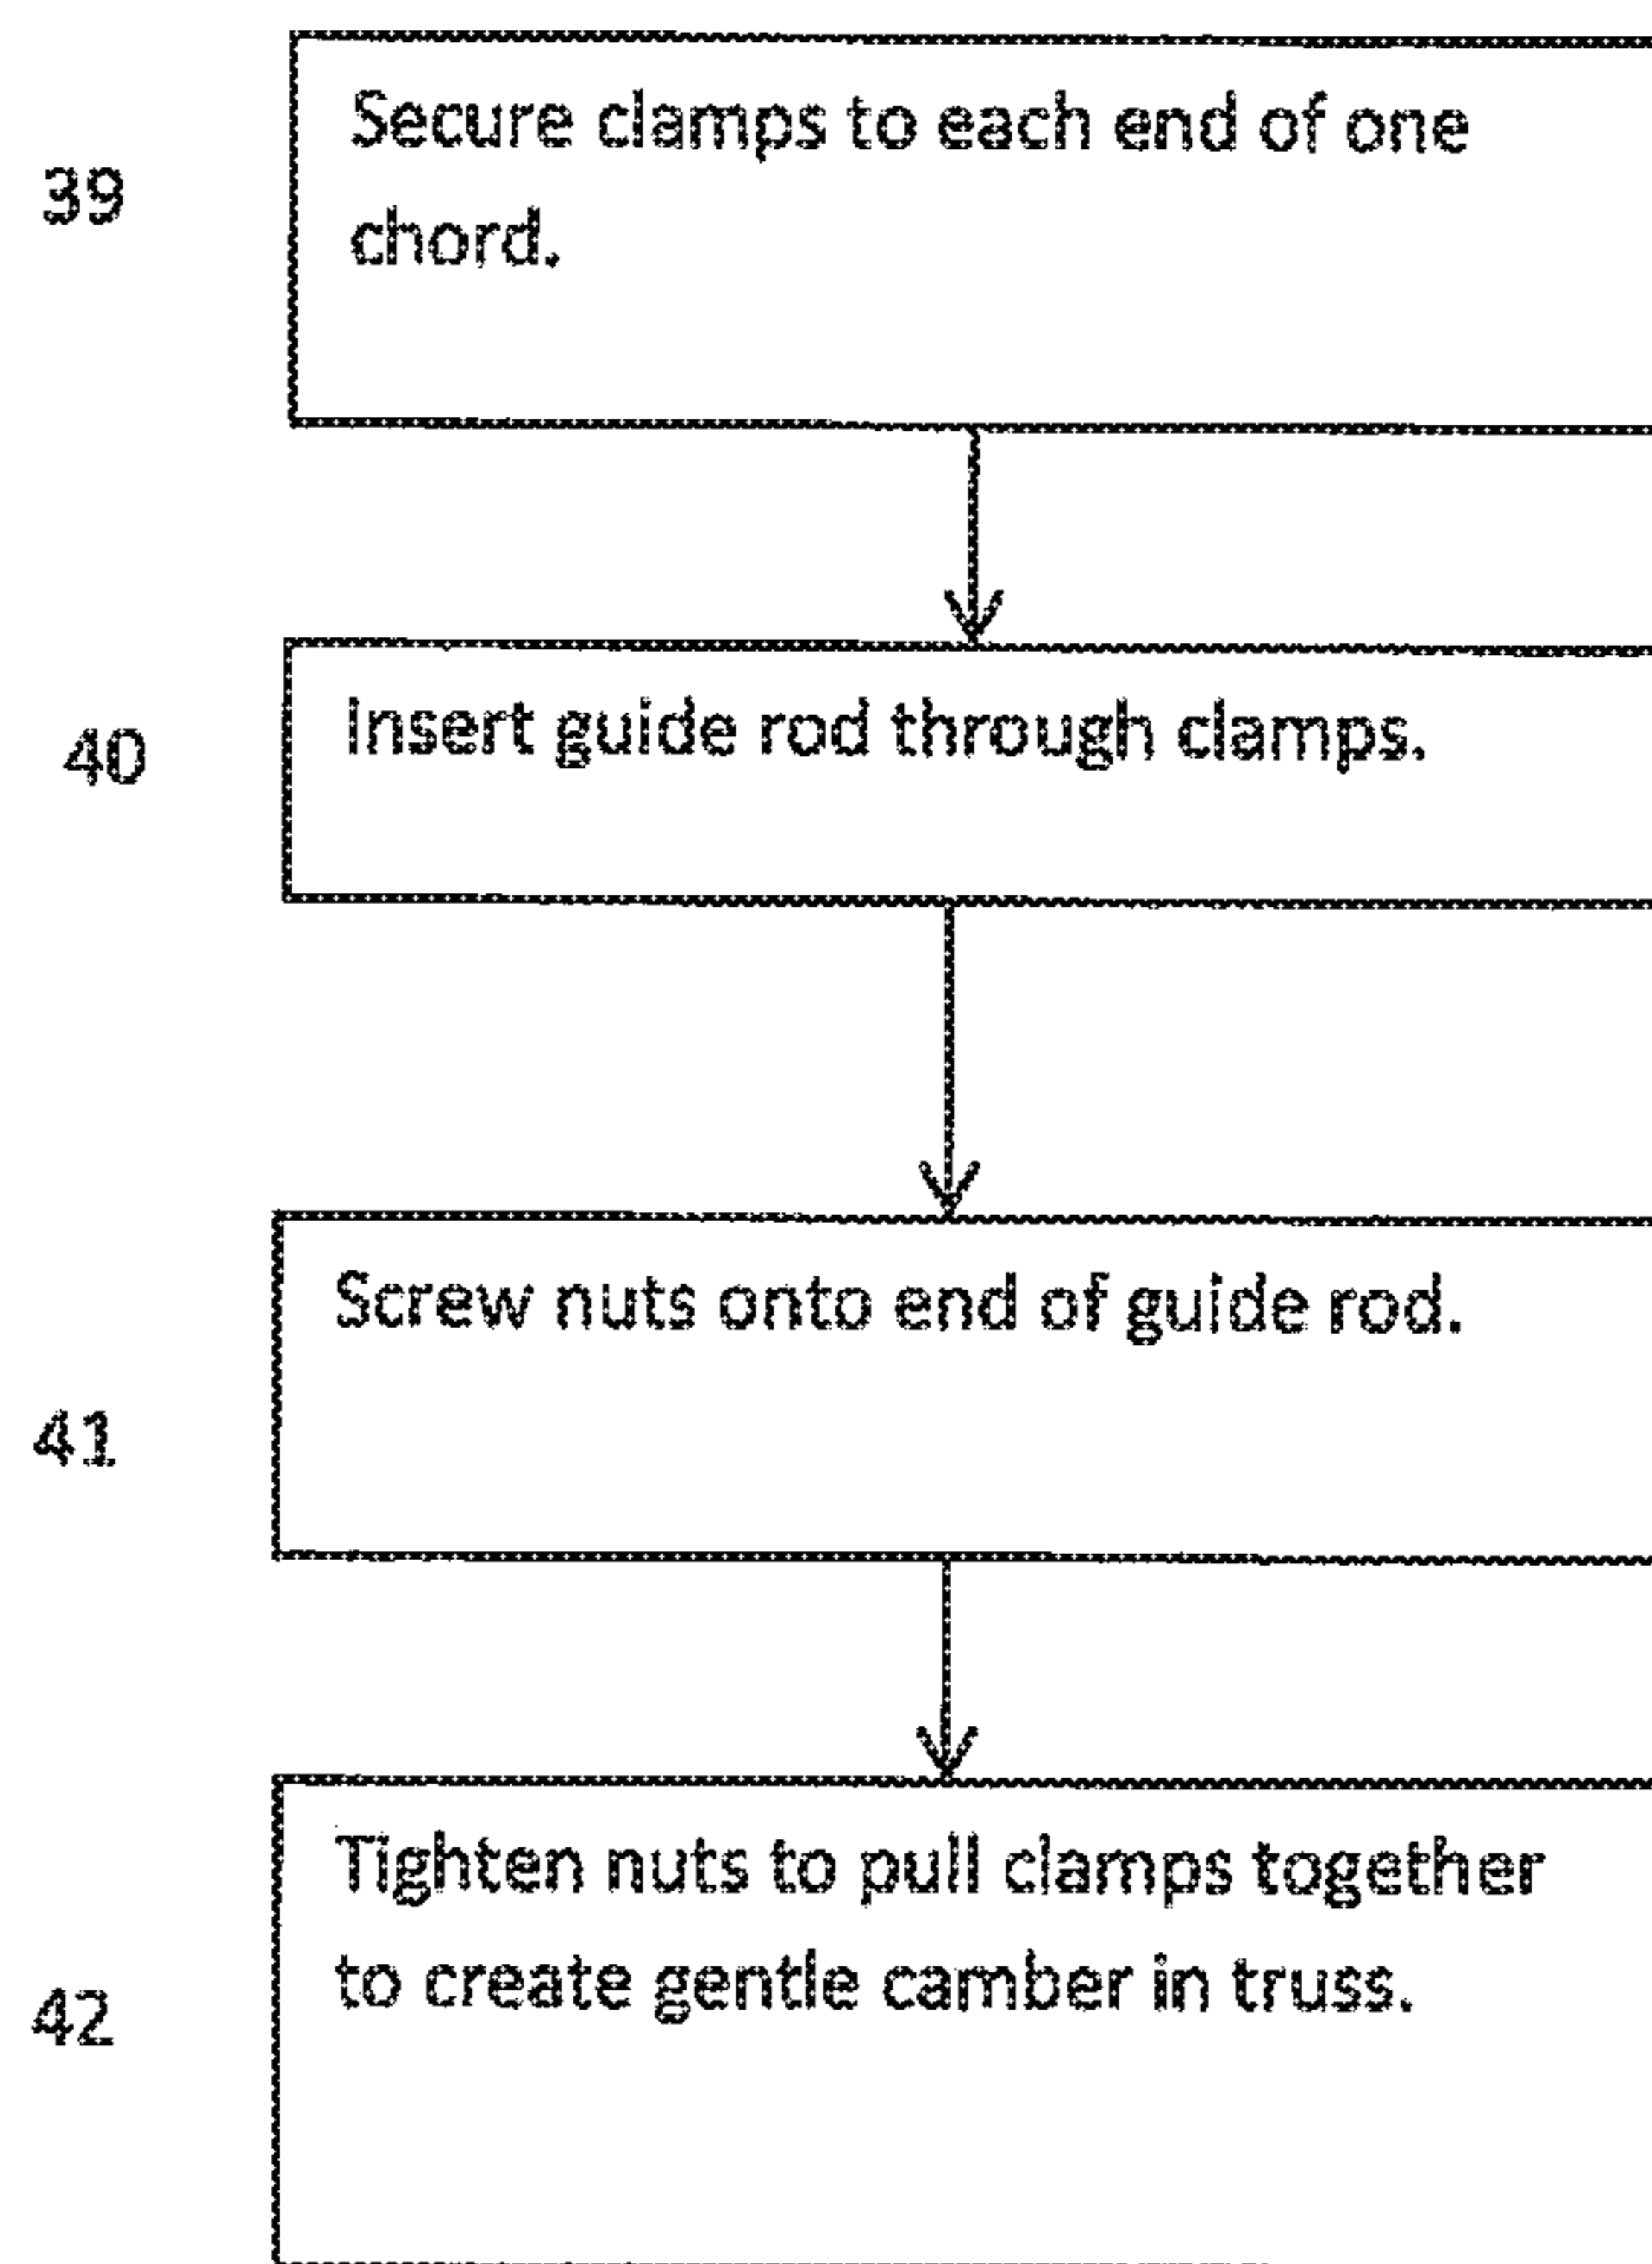 39
Secure clamps to each end of one
chord.
40
Insert guide rod through clamps.
41
Screw nuts onto end of guide rod.
42
Tighten nuts to pull clamps together
to create gentle camber in truss.